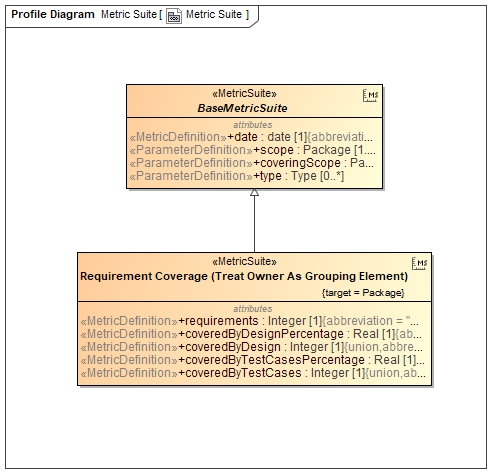 Profile Diagram Metric Suite [ Metric Suite ]
«MetricSuite»
MS
BaseMetricSuite
attributes
«MetricDefinition»+date : date [1]{abbreviati...
«ParameterDefinition»+scope : Package [1....
«ParameterDefinition»+coveringScope : Pa...
«ParameterDefinition»+type : Type [0..*]
«MetricSuite»
MS
Requirement Coverage (Treat Owner As Grouping Element)
{target = Package}
attributes
«MetricDefinition»+requirements : Integer [1]{abbreviation = "...
«MetricDefinition»+coveredByDesignPercentage : Real [1]{ab...
«MetricDefinition»+coveredByDesign : Integer [1]{union,abbre...
«MetricDefinition»+coveredByTestCasesPercentage : Real [1]...
«MetricDefinition»+coveredByTestCases : Integer [1]{union,ab...